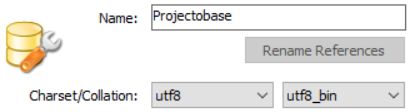 Name: Projectobase
Rename References
Charset/Collation: utf8 utf8_bin